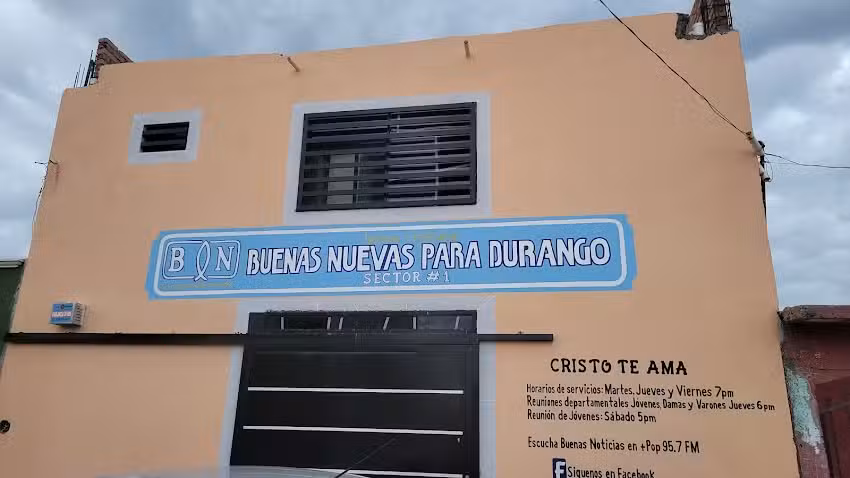 B N
BUENAS NUEVAS PARA DURANGO
SECTOR #1
CRISTO TE AMA
Horarios de servicios: Martes, Jueves y Viernes 7pm
Reuniones departamentales Jóvenes, Damas y Varones Jueves 6pm
Reunión de Jóvenes: Sábado 5pm
Escucha Buenas Noticias en +Pop 95.7 FM
f Siguenos en Facebook